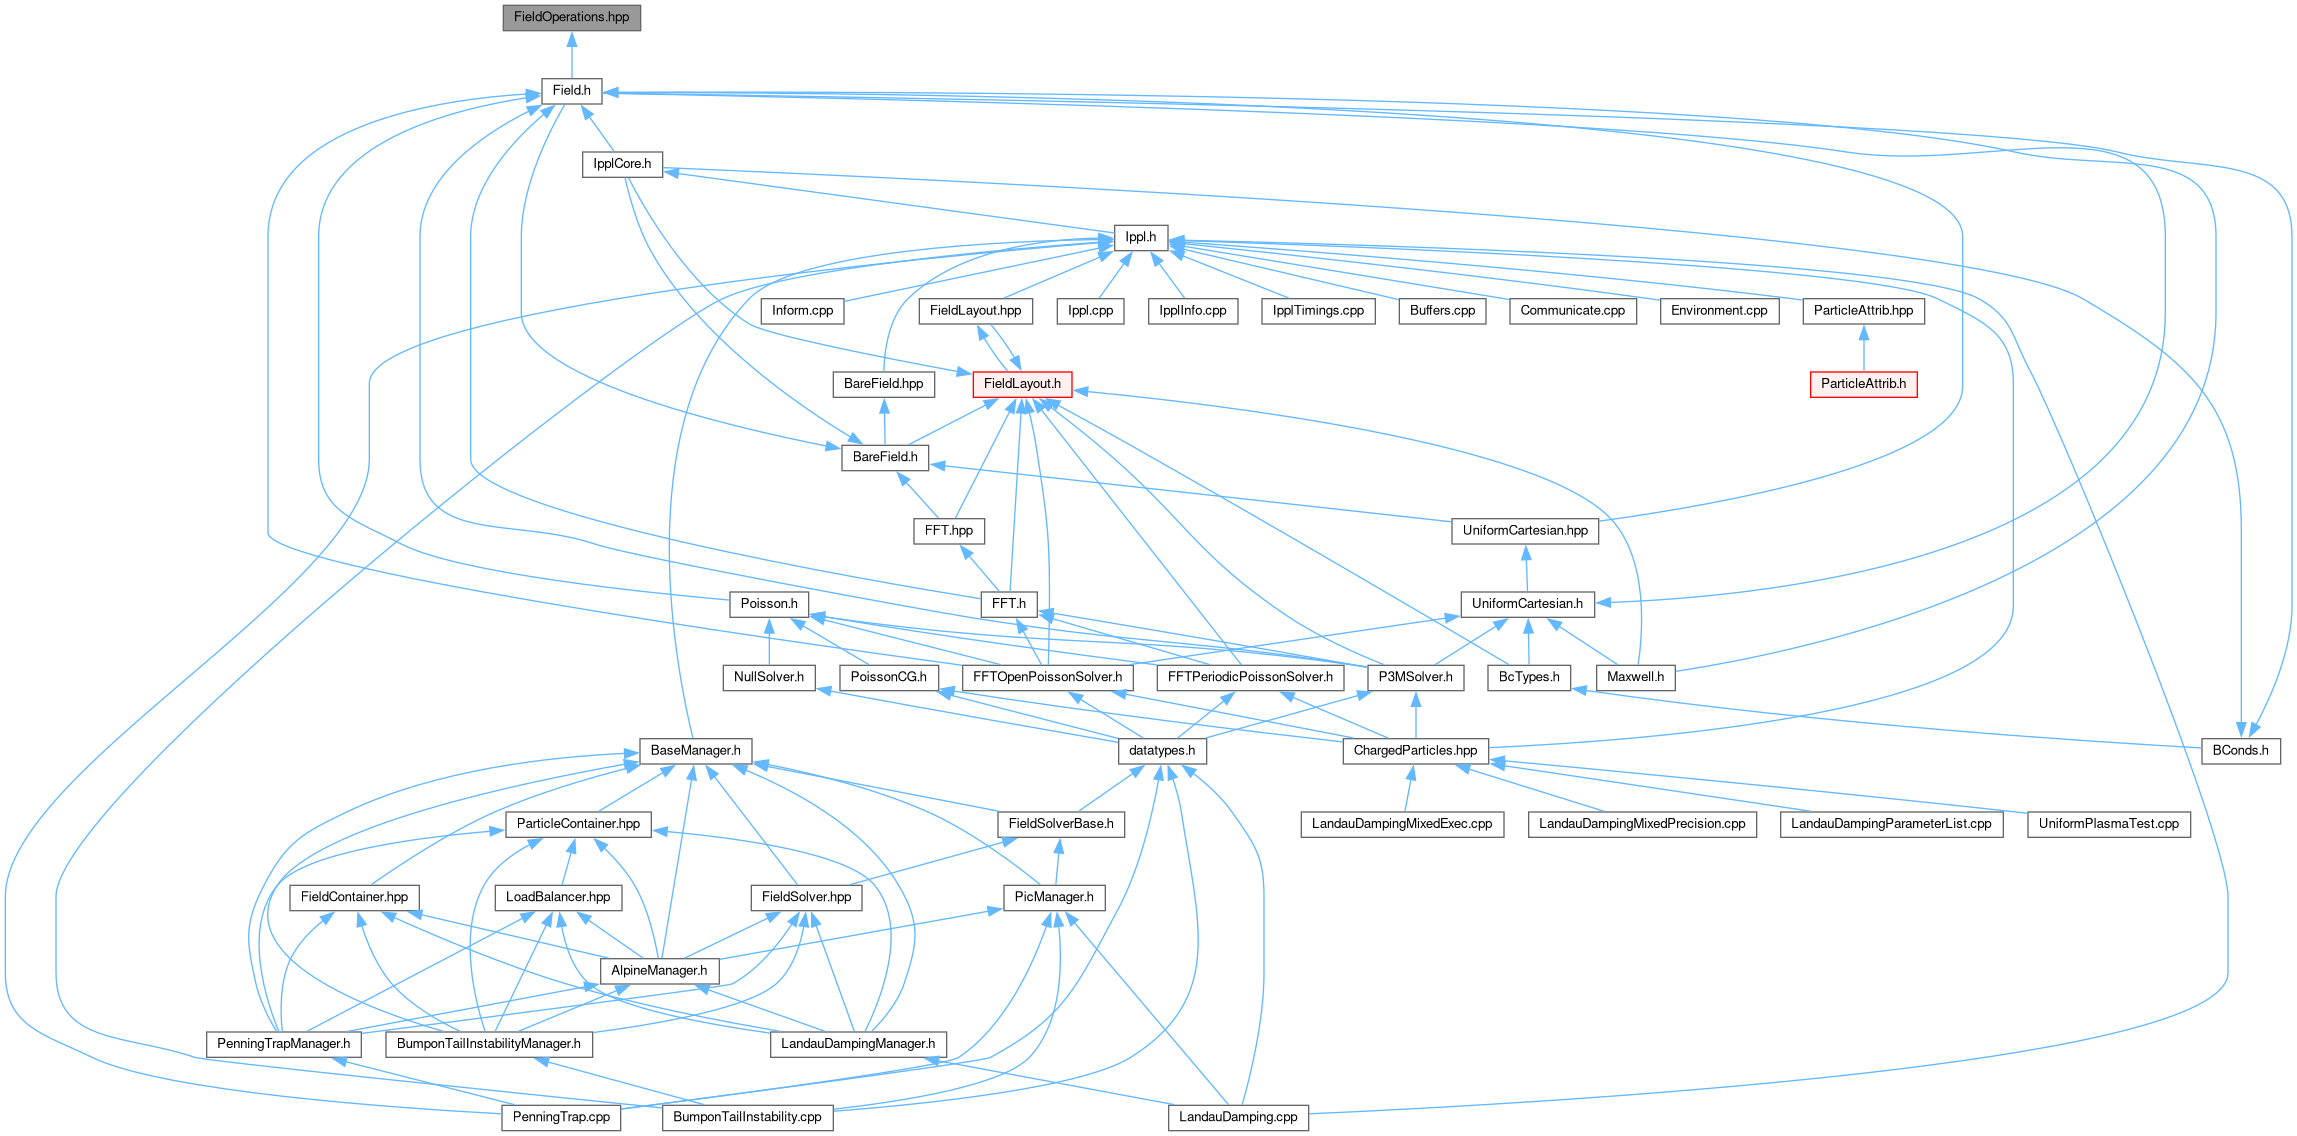 FieldOperations.hpp
Field.h
IpplCore.h
Ippl.h
Inform.cpp
FieldLayout.hpp
Ippl.cpp
IpplInfo.cpp
IpplTimings.cpp
Buffers.cpp
Communicate.cpp
Environment.cpp
ParticleAttrib.hpp
BareField.hpp
FieldLayout.h
ParticleAttrib.h
BareField.h
FFT.hpp
UniformCartesian.hpp
Poisson.h
FFT.h
UniformCartesian.h
NullSolver.h
PoissonCG.h
FFTOpenPoissonSolver.h
FFTPeriodicPoissonSolver.h
P3MSolver.h
BcTypes.h
Maxwell.h
BaseManager.h
datatypes.h
ChargedParticles.hpp
BConds.h
ParticleContainer.hpp
FieldSolverBase.h
LandauDampingMixedExec.cpp
LandauDampingMixedPrecision.cpp
LandauDampingParameterList.cpp
UniformPlasmaTest.cpp
FieldContainer.hpp
LoadBalancer.hpp
FieldSolver.hpp
PicManager.h
AlpineManager.h
PenningTrapManager.h
BumponTailInstabilityManager.h
LandauDampingManager.h
PenningTrap.cpp
BumponTailInstability.cpp
LandauDamping.cpp